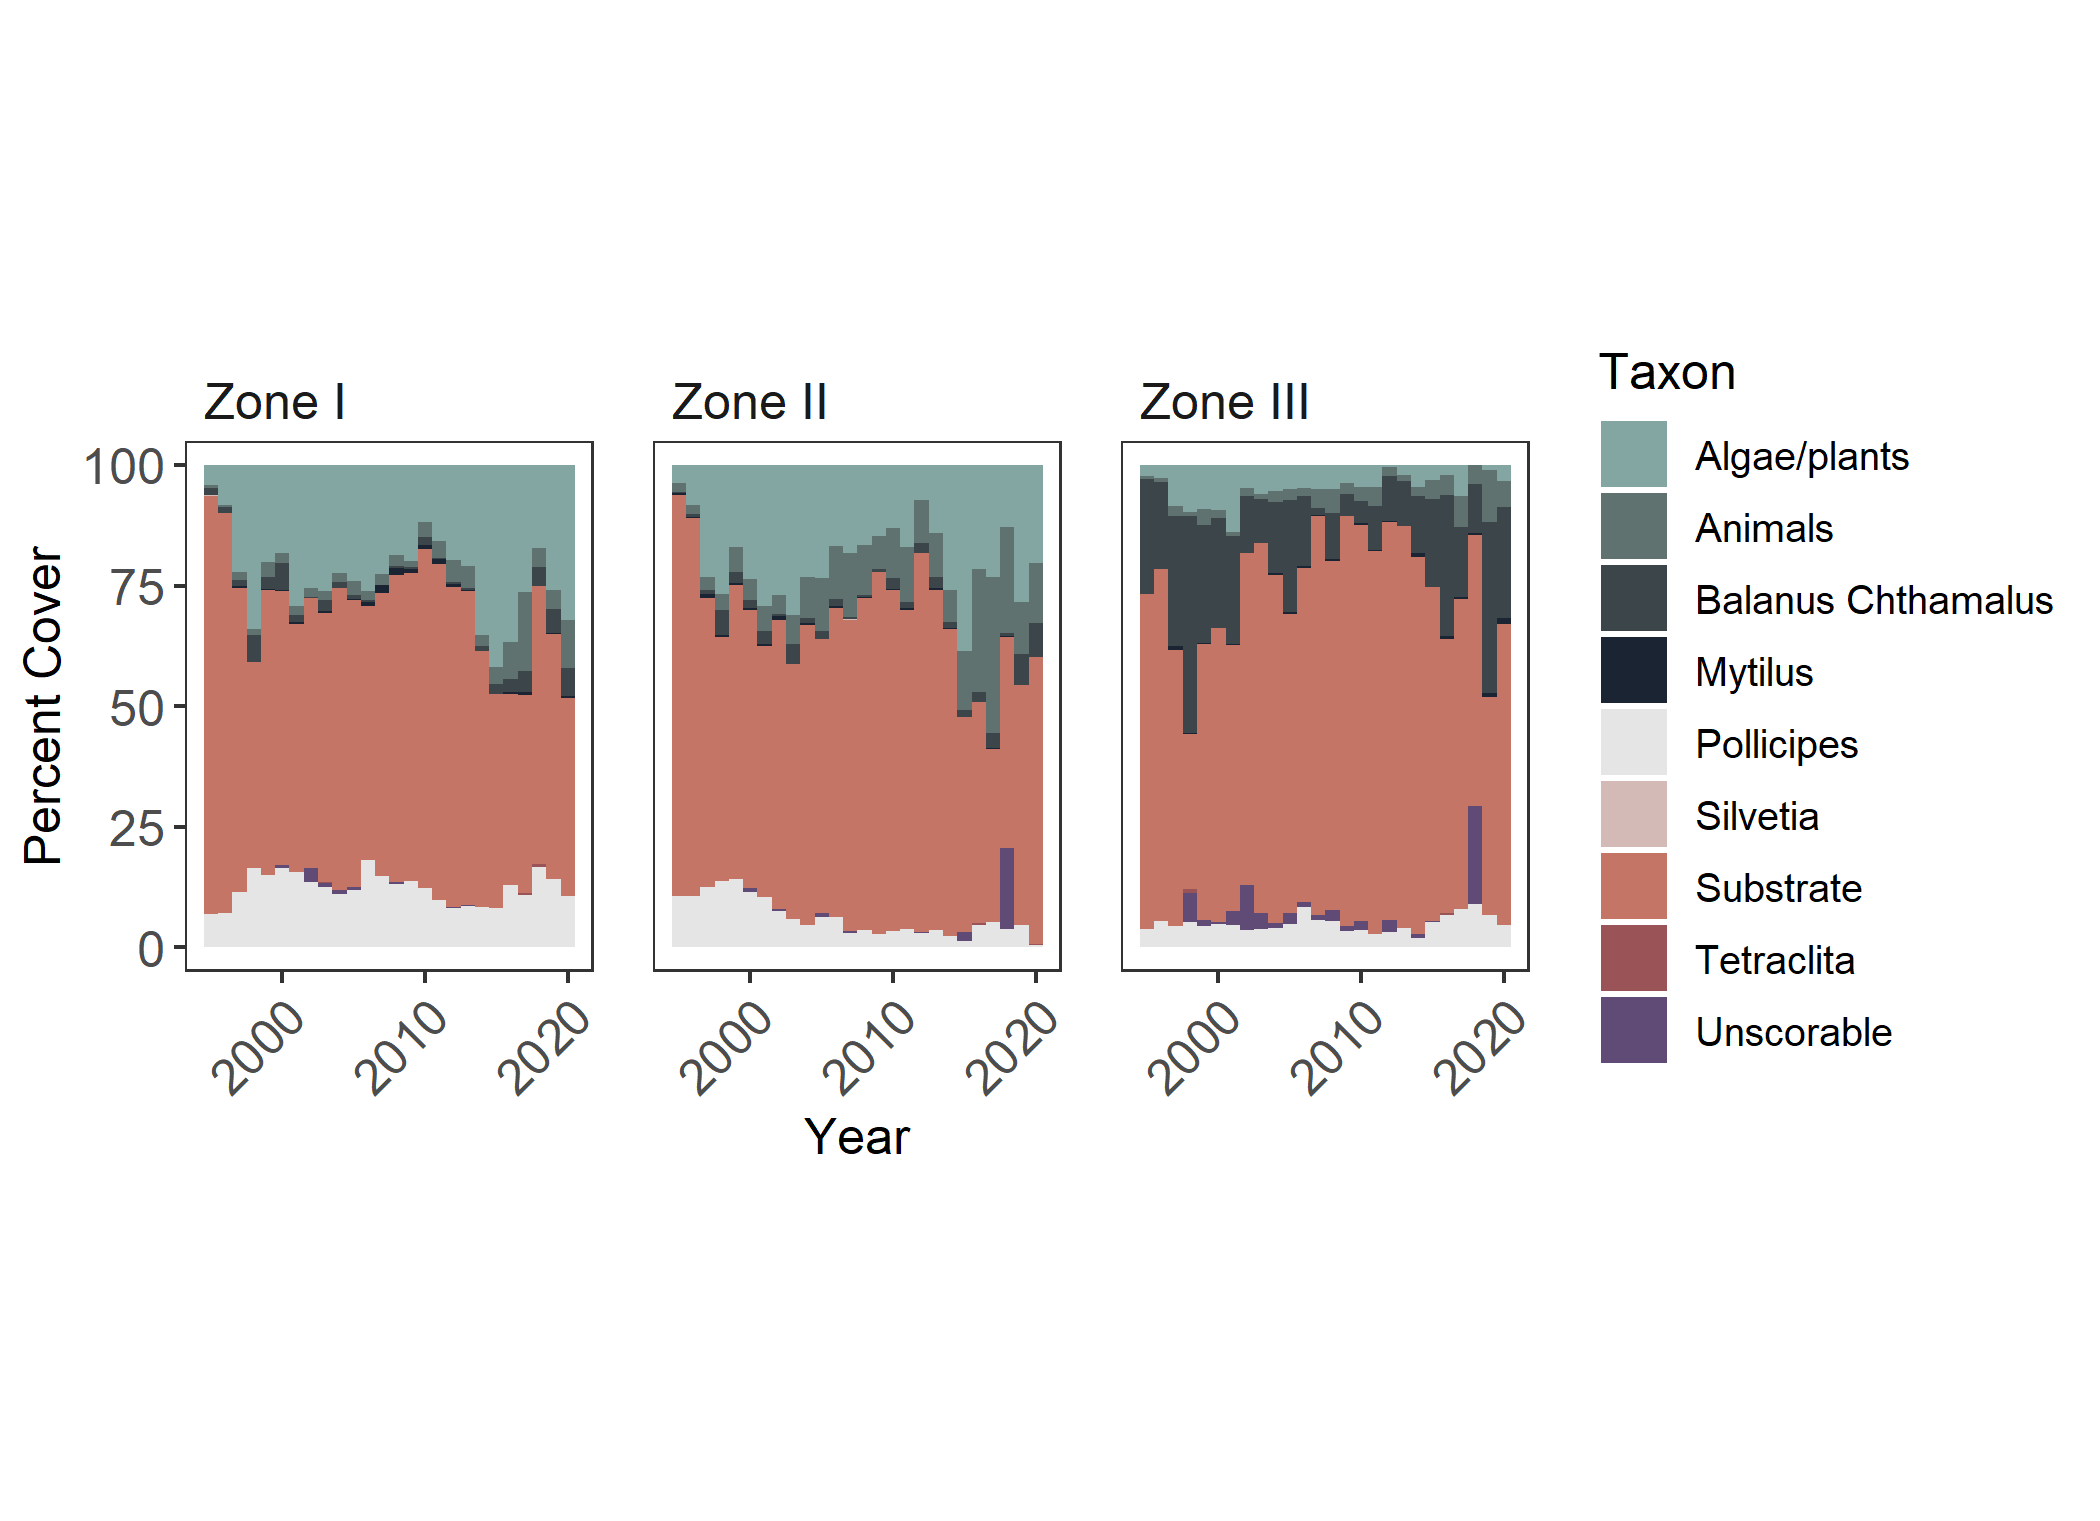 Zone I
Zone II
Zone III
Percent Cover
100
75
50
25
0
2000
2010
2020
2000
2010
2020
2000
2010
2020
Year
Taxon
Algae/plants
Animals
Balanus Chthamalus
Mytilus
Pollicipes
Silvetia
Substrate
Tetraclita
Unscorable